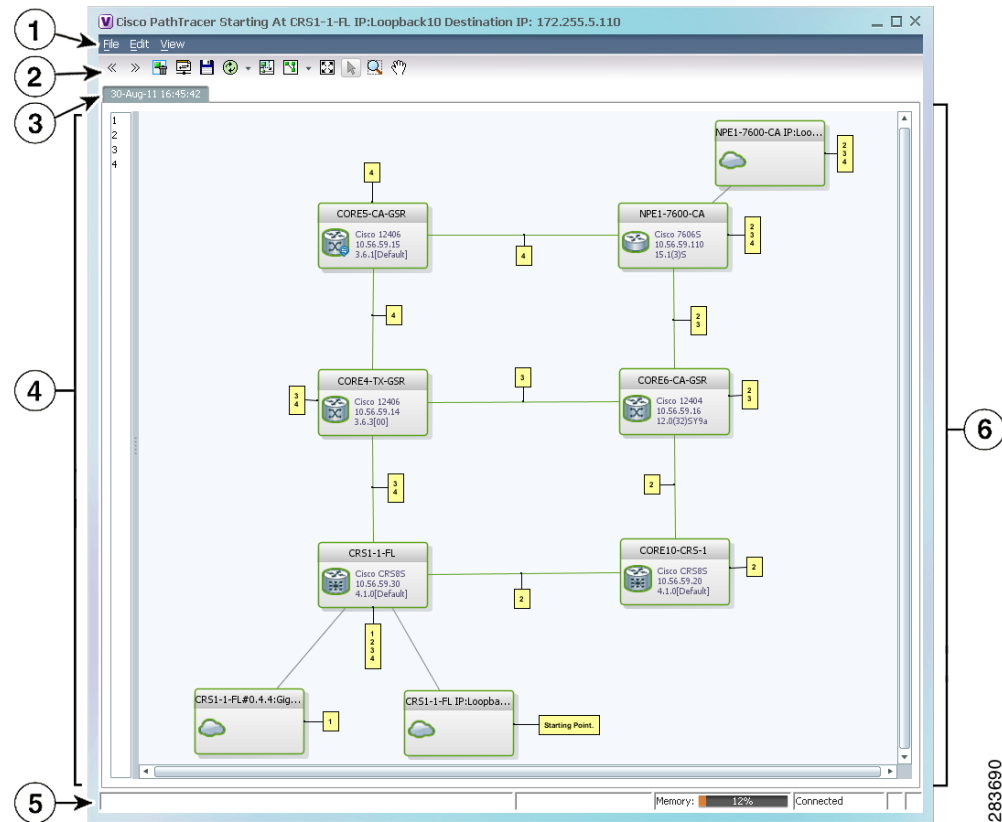 Cisco PathTracer Starting At CRS1-1-FL IP:Loopback10 Destination IP: 172.255.5.110
1
File Edit View
2
3
30-Aug-11 16:45:42
1
2
3
4
NPE1-7600-CA IP:Loo...
2
3
4
4
CORE5-CA-GSR
Cisco 12406
10.56.59.15
3.6.1[Default]
4
NPE1-7600-CA
Cisco 7606S
10.56.59.110
15.1(3)S
2
3
4
4
2
3
4
CORE4-TX-GSR
Cisco 12406
10.56.59.14
3.6.3[00]
3
4
3
CORE6-CA-GSR
Cisco 12404
10.56.59.16
12.0(32)SY9a
2
3
6
3
4
2
CRS1-1-FL
Cisco CRS8S
10.56.59.30
4.1.0[Default]
2
CORE10-CRS-1
Cisco CRS8S
10.56.59.20
4.1.0[Default]
2
1
2
3
4
CRS1-1-FL#0.4.4:Gig...
1
CRS1-1-FL IP:Loopba...
Starting Point.
5
Memory: 12% Connected
283690